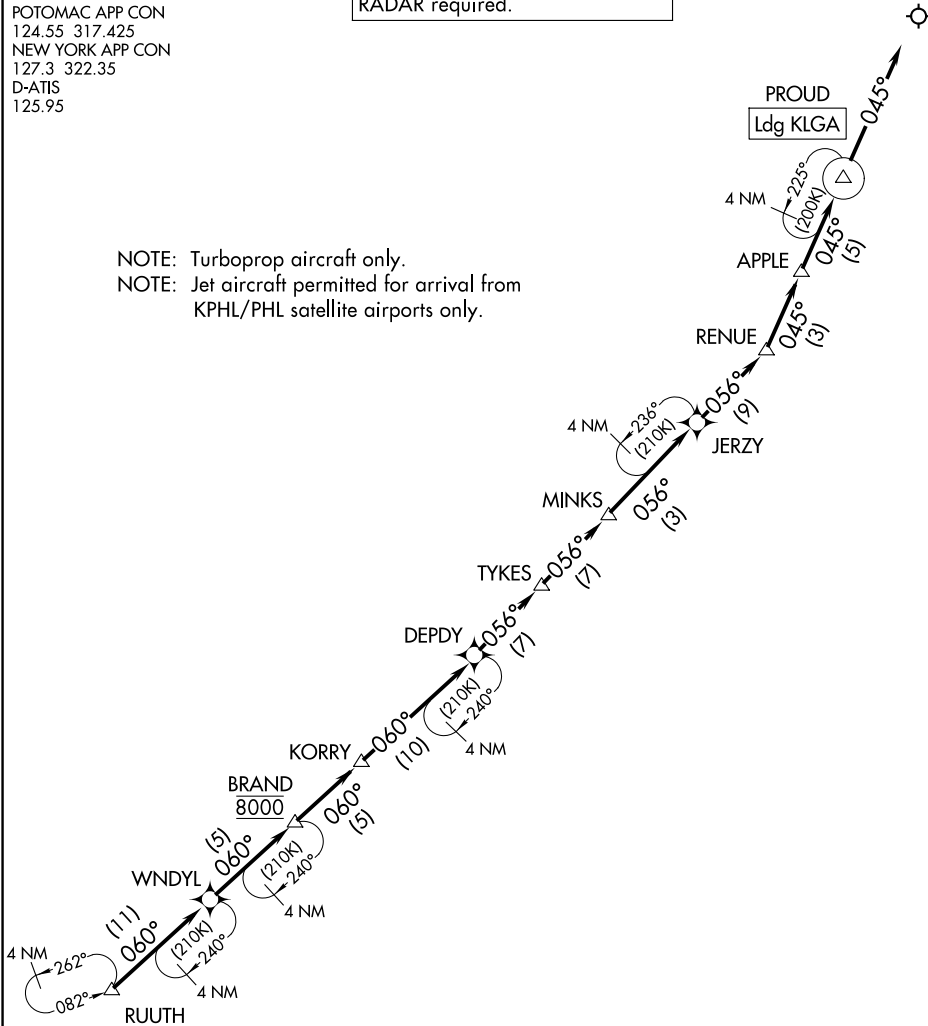 POTOMAC APP CON
124.55 317.425
NEW YORK APP CON
127.3 322.35
D-ATIS
125.95
RADAR required.
PROUD
Ldg KLGA
045°
225°
4 NM
(200K)
NOTE: Turboprop aircraft only.
NOTE: Jet aircraft permitted for arrival from
KPHL/PHL satellite airports only.
APPLE
045°
(5)
RENUE
045°
(3)
056°
(9)
236°
4 NM
(210K)
JERZY
MINKS
056°
(3)
TYKES
056°
(7)
DEPDY
056°
(7)
(210K)
240°
4 NM
KORRY
060°
(10)
BRAND
8000
060°
(5)
(5)
060°
(210K)
240°
4 NM
WNDYL
(11)
060°
(210K)
240°
4 NM
4 NM
262°
082°
RUUTH